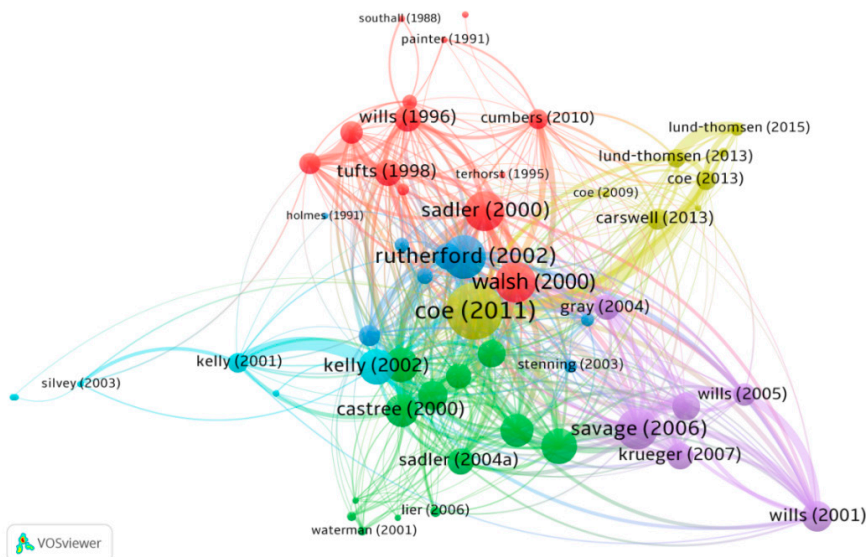 southall (1988)
painter (1991)
wills (1996)
cumbers (2010)
lund-thomsen (2015)
lund-thomsen (2013)
tufts (1998)
terhorst (1995)
coe (2013)
coe (2009)
holmes (1991)
sadler (2000)
carswell (2013)
rutherford (2002)
walsh (2000)
coe (2011)
gray (2004)
kelly (2001)
kelly (2002)
stenning (2003)
silvey (2003)
wills (2005)
castree (2000)
savage (2006)
sadler (2004a)
krueger (2007)
lier (2006)
wills (2001)
waterman (2001)
VOSviewer